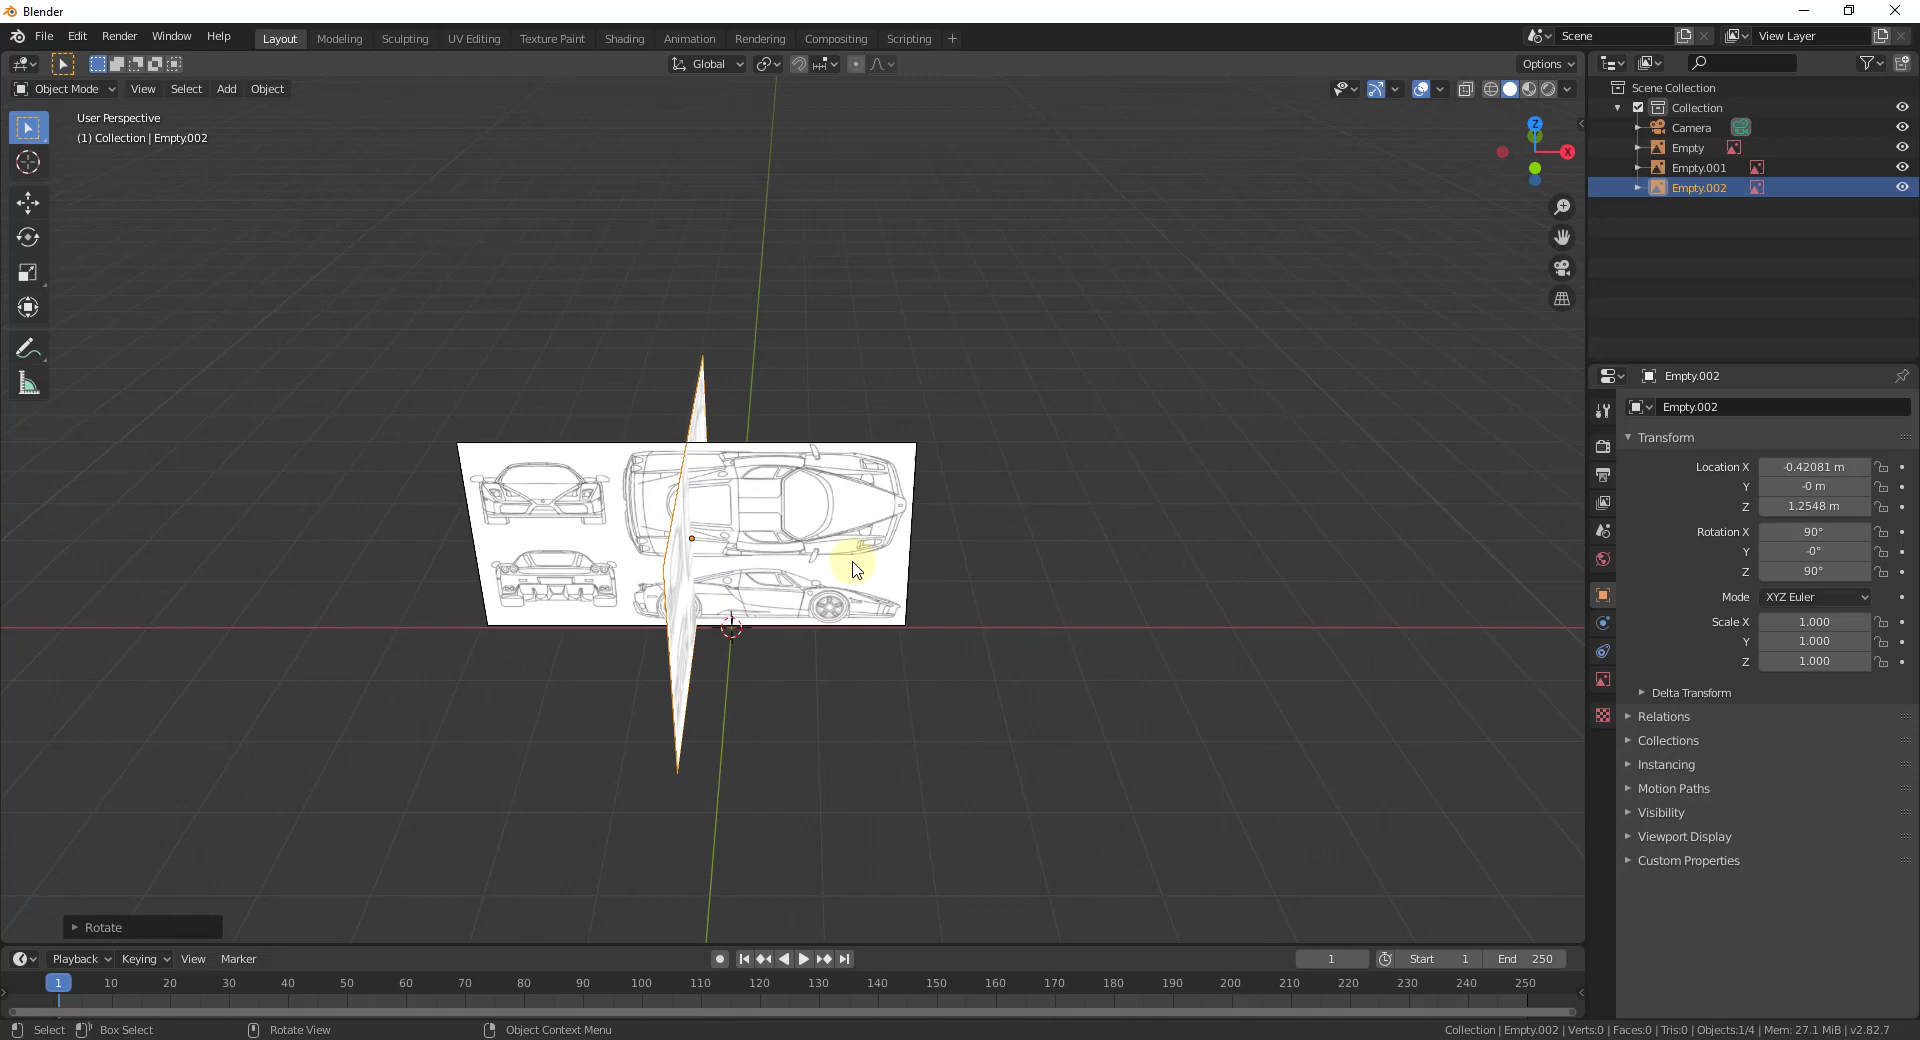 Blender
File Edit Render Window Help
Layout Modeling Sculpting UV Editing Texture Paint Shading Animation Rendering Compositing Scripting
Scene View Layer
Global
Options
Object Mode View Select Add Object
User Perspective
(1) Collection | Empty.002
Z
X
Scene Collection
Collection
Camera
Empty
Empty.001
Empty.002
Empty.002
Empty.002
Transform
Location X -0.42081 m
Y -0 m
Z 1.2548 m
Rotation X 90°
Y -0°
Z 90°
Mode XYZ Euler
Scale X 1.000
Y 1.000
Z 1.000
Delta Transform
Relations
Collections
Instancing
Motion Paths
Visibility
Viewport Display
Custom Properties
Rotate
Playback Keying View Marker
1 Start 1 End 250
1 10 20 30 40 50 60 70 80 90 100 110 120 130 140 150 160 170 180 190 200 210 220 230 240 250
Select Box Select Rotate View Object Context Menu
Collection | Empty.002 | Verts:0 | Faces:0 | Tris:0 | Objects:1/4 | Mem: 27.1 MiB | v2.82.7